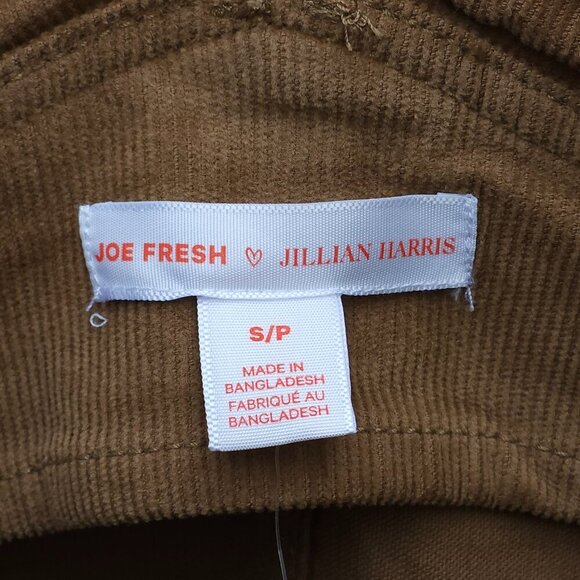 JOE FRESH ♡ JILLIAN HARRIS
S/P
MADE IN
BANGLADESH
FABRIQUÉ AU
BANGLADESH